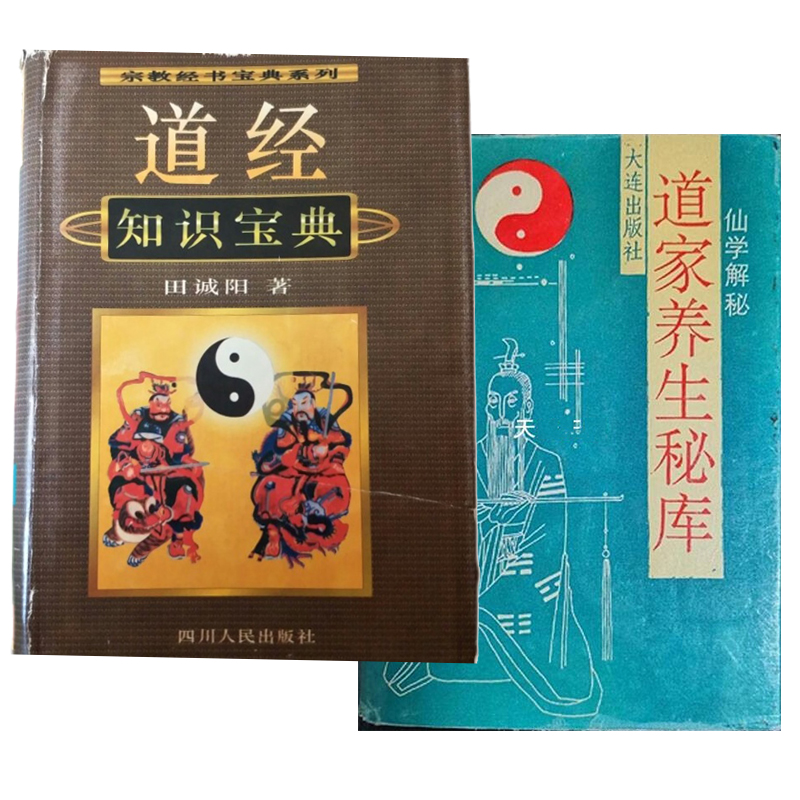 宗教经书宝典系列
道经
知识宝典
田诚阳 著
四川人民出版社
大连出版社
仙学解秘
道家养生秘库
天